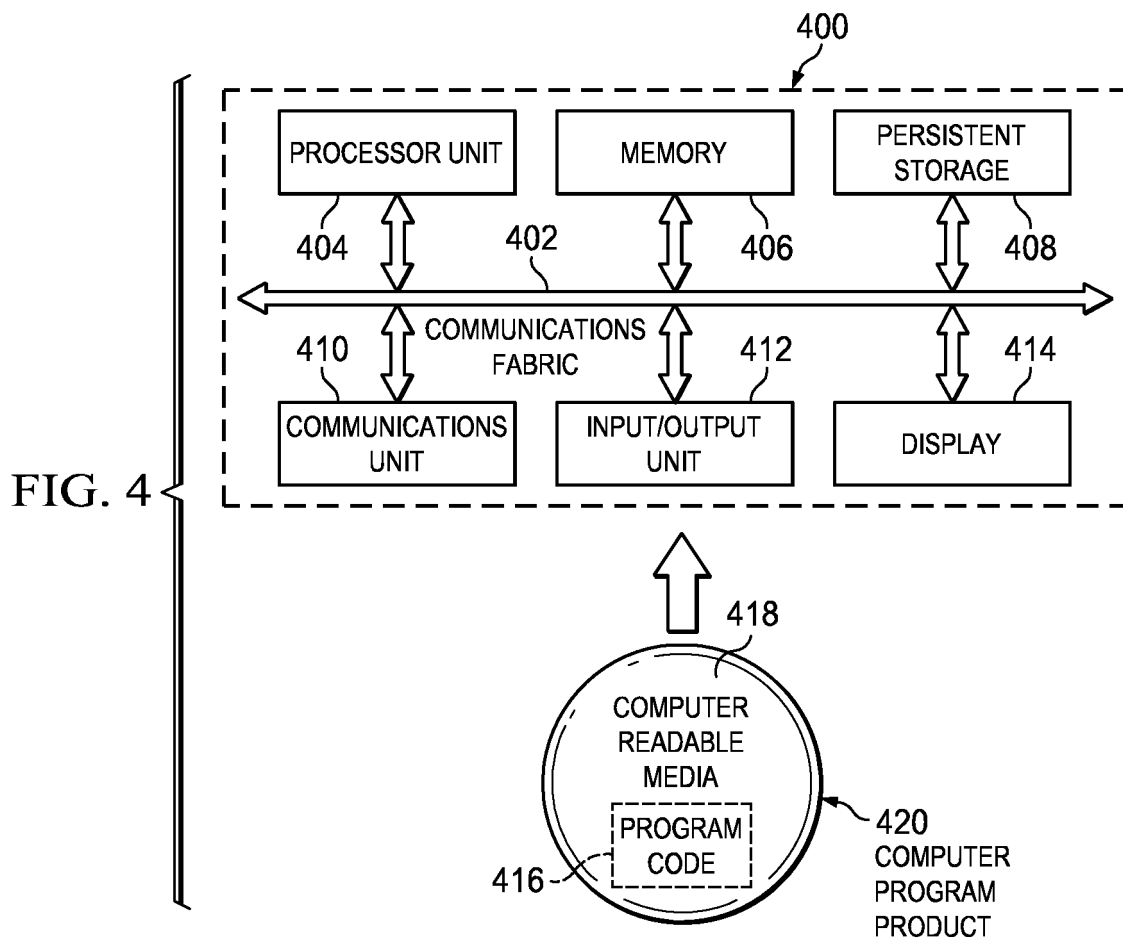 400
PROCESSOR UNIT
MEMORY
PERSISTENT
STORAGE
404
402
406
408
COMMUNICATIONS
FABRIC
410
412
414
COMMUNICATIONS
UNIT
INPUT/OUTPUT
UNIT
DISPLAY
FIG. 4
418
COMPUTER
READABLE
MEDIA
PROGRAM
CODE
416
420
COMPUTER
PROGRAM
PRODUCT